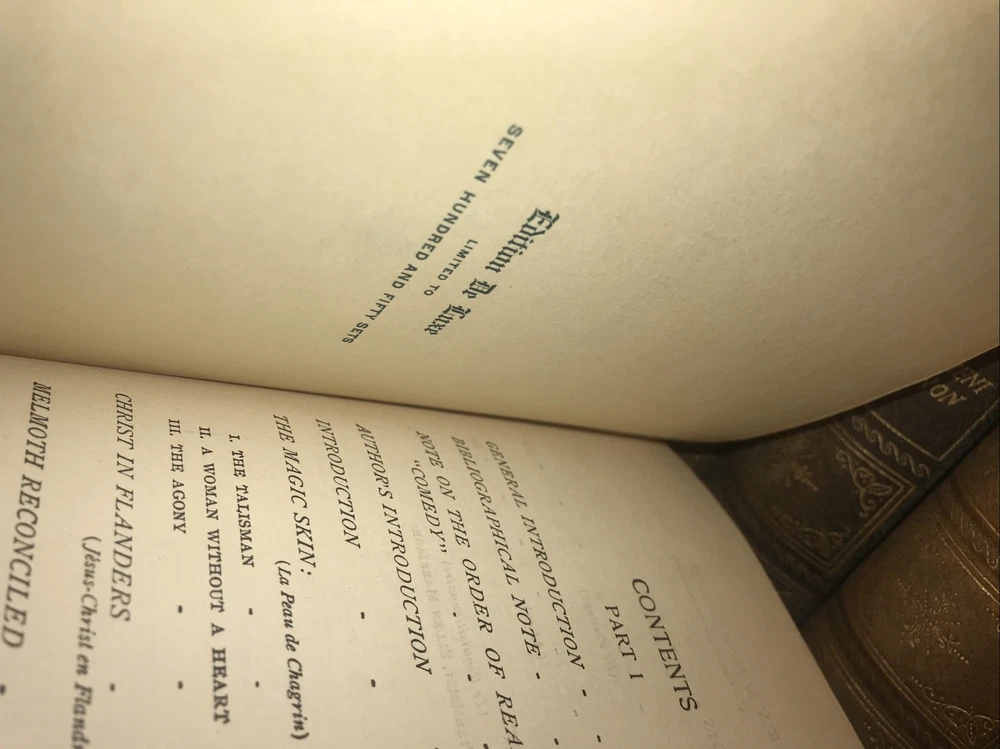 Edition De Luxe
LIMITED TO
SEVEN HUNDRED AND FIFTY SETS
CONTENTS
PART I
GENERAL INTRODUCTION - -
BIBLIOGRAPHICAL NOTE - -
NOTE ON THE ORDER OF REA
"COMEDY" - -
AUTHOR'S INTRODUCTION
INTRODUCTION - -
THE MAGIC SKIN:
(La Peau de Chagrin)
I. THE TALISMAN - -
II. A WOMAN WITHOUT A HEART
III. THE AGONY - -
CHRIST IN FLANDERS -
(Jésus-Christ en Fland
MELMOTH RECONCILED -
ON